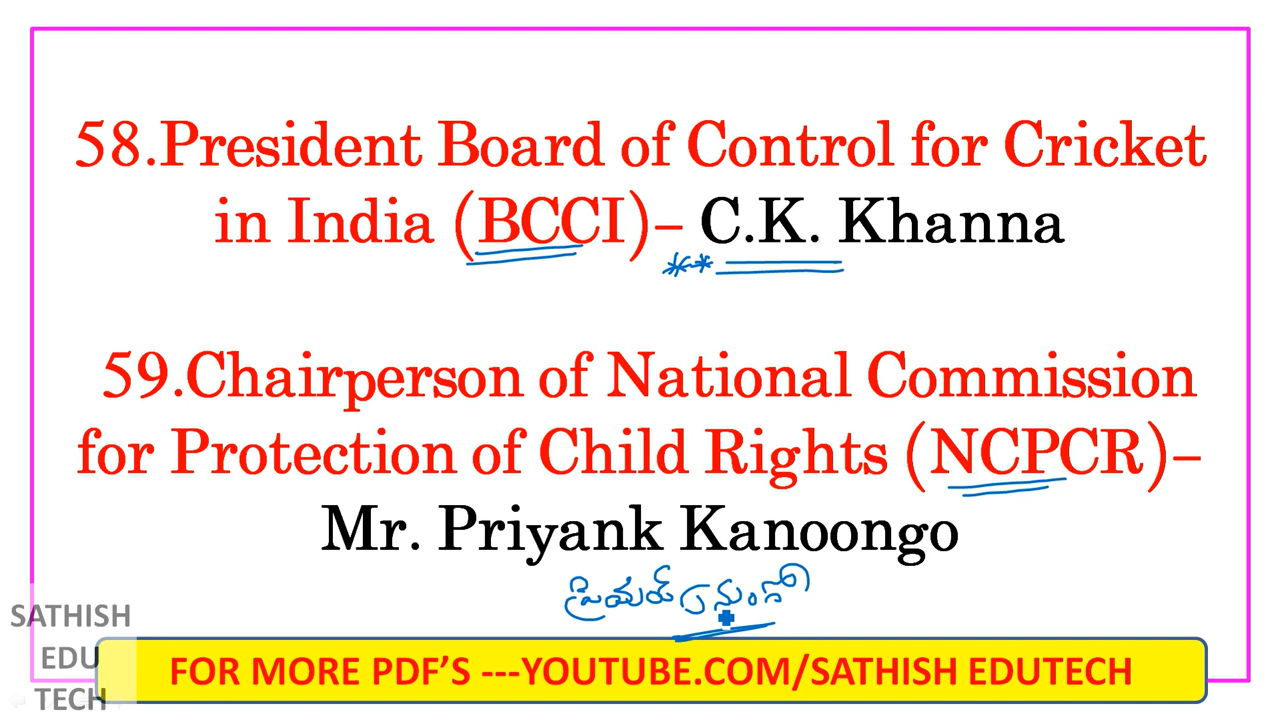 58.President Board of Control for Cricket
in India (BCCI)– C.K. Khanna
**
59.Chairperson of National Commission
for Protection of Child Rights (NCPCR)–
Mr. Priyank Kanoongo
SATHISH
EDU
TECH
FOR MORE PDF’S ---YOUTUBE.COM/SATHISH EDUTECH